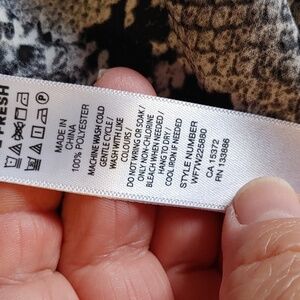 FRESH
MADE IN
CHINA
100% POLYESTER
MACHINE WASH COLD
GENTLE CYCLE /
WASH WITH LIKE
COLOURS /
DO NOT WRING OR SOAK /
ONLY NON-CHLORINE
BLEACH WHEN NEEDED /
HANG TO DRY /
COOL IRON IF NEEDED
STYLE NUMBER
WF7W225880
CA 15372
RN 133986